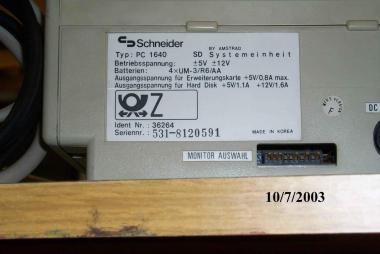 Schneider
BY AMSTRAD
Typ: PC 1640 SD Systemeinheit
Betriebsspannung: ±5V ±12V
Batterien: 4×UM-3/R6/AA
Ausgangsspannung für Erweiterungskarte +5V/0.8A max.
Ausgangsspannung für Hard Disk +5V/1.1A +12V/1.6A
Z
Ident Nr.: 36264
Seriennr.: 531-8120591
MADE IN KOREA
MONITOR AUSWAHL
DC
10/7/2003